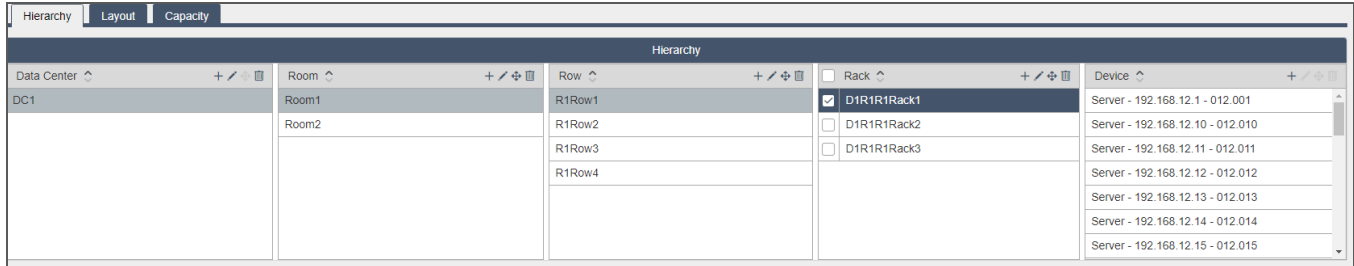 Hierarchy Layout Capacity
Hierarchy
Data Center Room Row Rack Device
DC1 Room1 R1Row1 D1R1R1Rack1 Server - 192.168.12.1 - 012.001
Room2 R1Row2 D1R1R1Rack2 Server - 192.168.12.10 - 012.010
R1Row3 D1R1R1Rack3 Server - 192.168.12.11 - 012.011
R1Row4 Server - 192.168.12.12 - 012.012
Server - 192.168.12.13 - 012.013
Server - 192.168.12.14 - 012.014
Server - 192.168.12.15 - 012.015